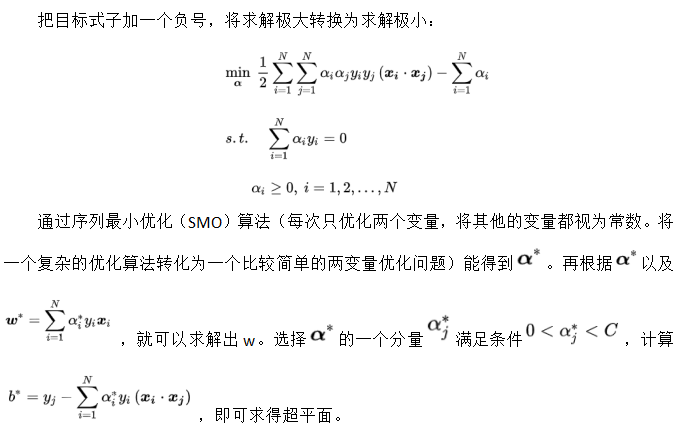 把目标式子加一个负号，将求解极大转换为求解极小：
$\min_{\boldsymbol{\alpha}} \frac{1}{2} \sum_{i=1}^{N} \sum_{j=1}^{N} \alpha_i \alpha_j y_i y_j (\boldsymbol{x}_i \cdot \boldsymbol{x}_j) - \sum_{i=1}^{N} \alpha_i$
$s.t. \quad \sum_{i=1}^{N} \alpha_i y_i = 0$
$\alpha_i \geq 0, \ i = 1, 2, \ldots, N$
通过序列最小优化（SMO）算法（每次只优化两个变量，将其他的变量都视为常数。将
一个复杂的优化算法转化为一个比较简单的两变量优化问题）能得到 $\boldsymbol{\alpha}^*$ 。再根据 $\boldsymbol{\alpha}^*$ 以及
$\boldsymbol{w}^* = \sum_{i=1}^{N} \alpha_i^* y_i \boldsymbol{x}_i$ ，就可以求解出 w。选择 $\boldsymbol{\alpha}^*$ 的一个分量 $\alpha_j^*$ 满足条件 $0 < \alpha_j^* < C$ ，计算
$b^* = y_j - \sum_{i=1}^{N} \alpha_i^* y_i (\boldsymbol{x}_i \cdot \boldsymbol{x}_j)$ ，即可求得超平面。